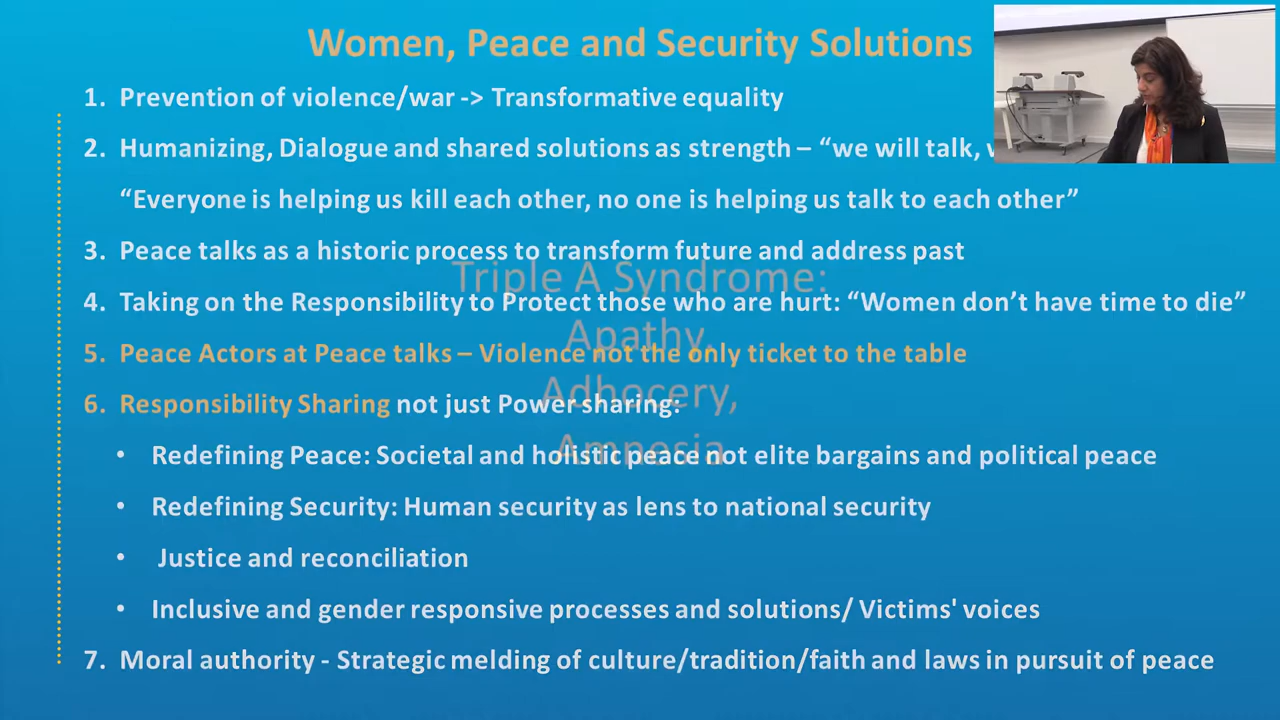 Women, Peace and Security Solutions
1. Prevention of violence/war -> Transformative equality
2. Humanizing, Dialogue and shared solutions as strength – “we will talk,
“Everyone is helping us kill each other, no one is helping us talk to each other”
3. Peace talks as a historic process to transform future and address past
Triple A Syndrome:
4. Taking on the Responsibility to Protect those who are hurt: “Women don’t have time to die”
Apathy,
5. Peace Actors at Peace talks – Violence not the only ticket to the table
Adhocery,
6. Responsibility Sharing not just Power sharing:
Amnesia
• Redefining Peace: Societal and holistic peace not elite bargains and political peace
• Redefining Security: Human security as lens to national security
• Justice and reconciliation
• Inclusive and gender responsive processes and solutions/ Victims' voices
7. Moral authority - Strategic melding of culture/tradition/faith and laws in pursuit of peace